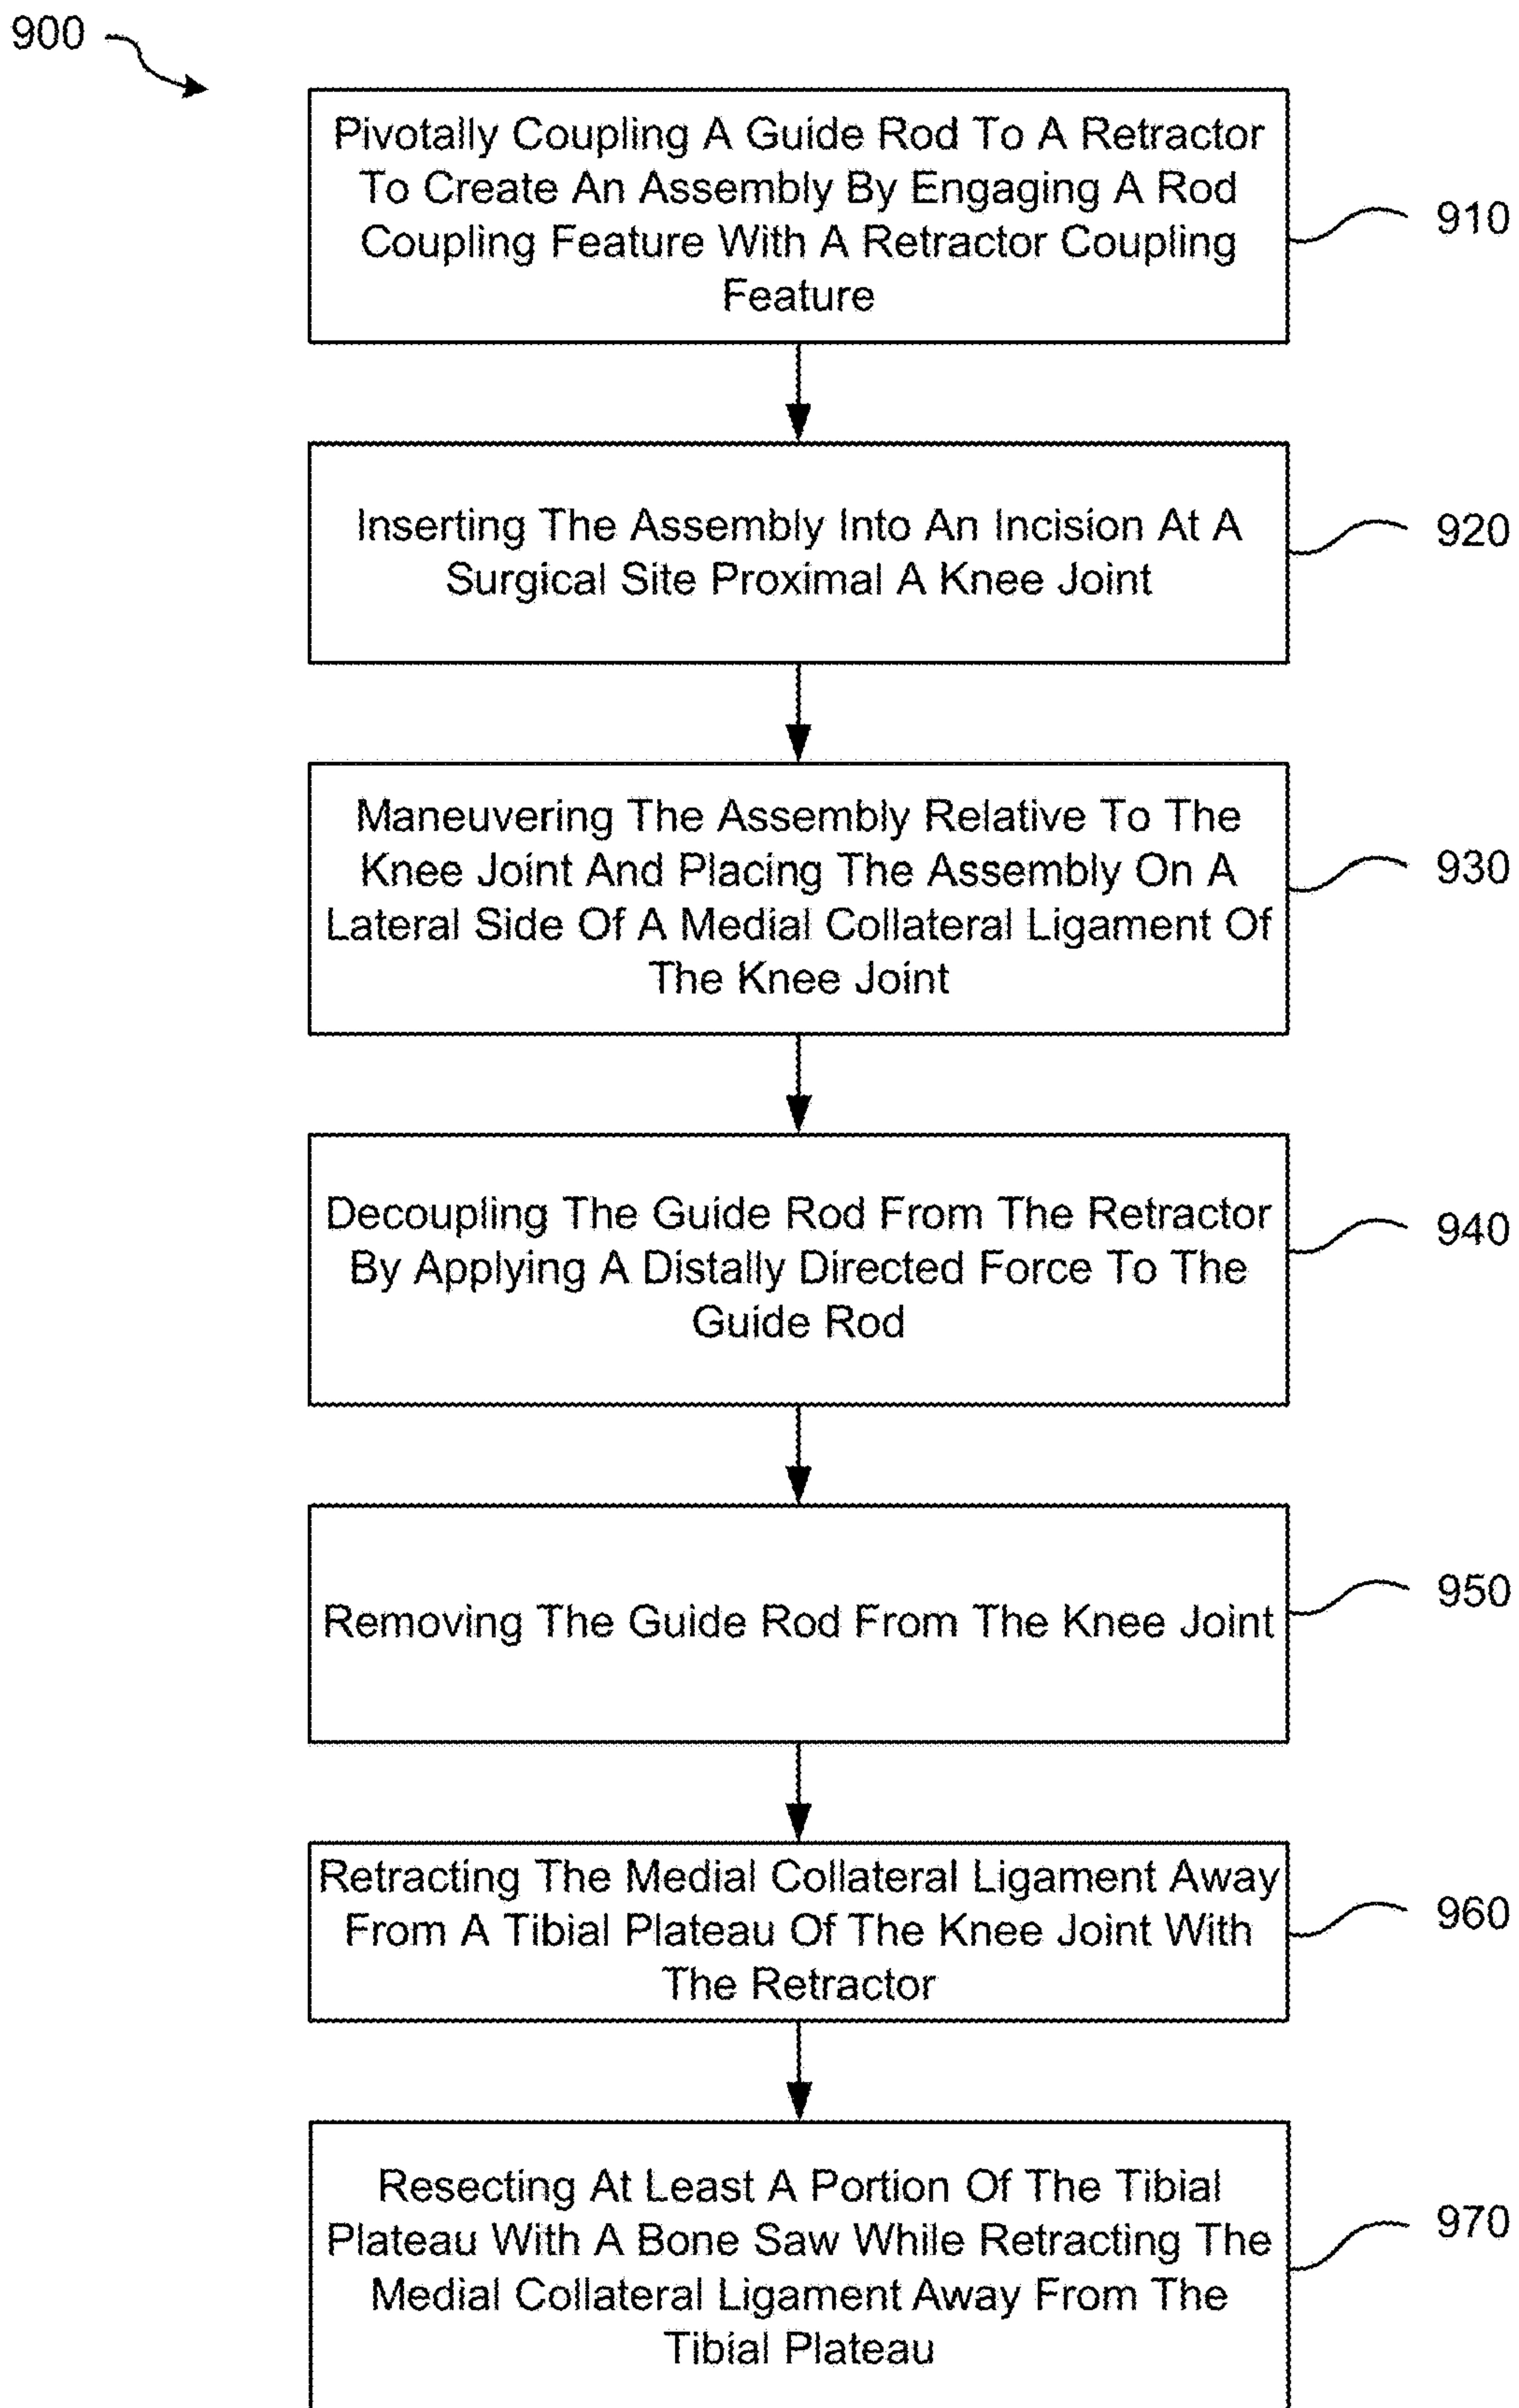 900
Pivotally Coupling A Guide Rod To A Retractor
To Create An Assembly By Engaging A Rod
Coupling Feature With A Retractor Coupling
Feature
910
Inserting The Assembly Into An Incision At A
Surgical Site Proximal A Knee Joint
920
Maneuvering The Assembly Relative To The
Knee Joint And Placing The Assembly On A
Lateral Side Of A Medial Collateral Ligament Of
The Knee Joint
930
Decoupling The Guide Rod From The Retractor
By Applying A Distally Directed Force To The
Guide Rod
940
Removing The Guide Rod From The Knee Joint
950
Retracting The Medial Collateral Ligament Away
From A Tibial Plateau Of The Knee Joint With
The Retractor
960
Resecting At Least A Portion Of The Tibial
Plateau With A Bone Saw While Retracting The
Medial Collateral Ligament Away From The
Tibial Plateau
970